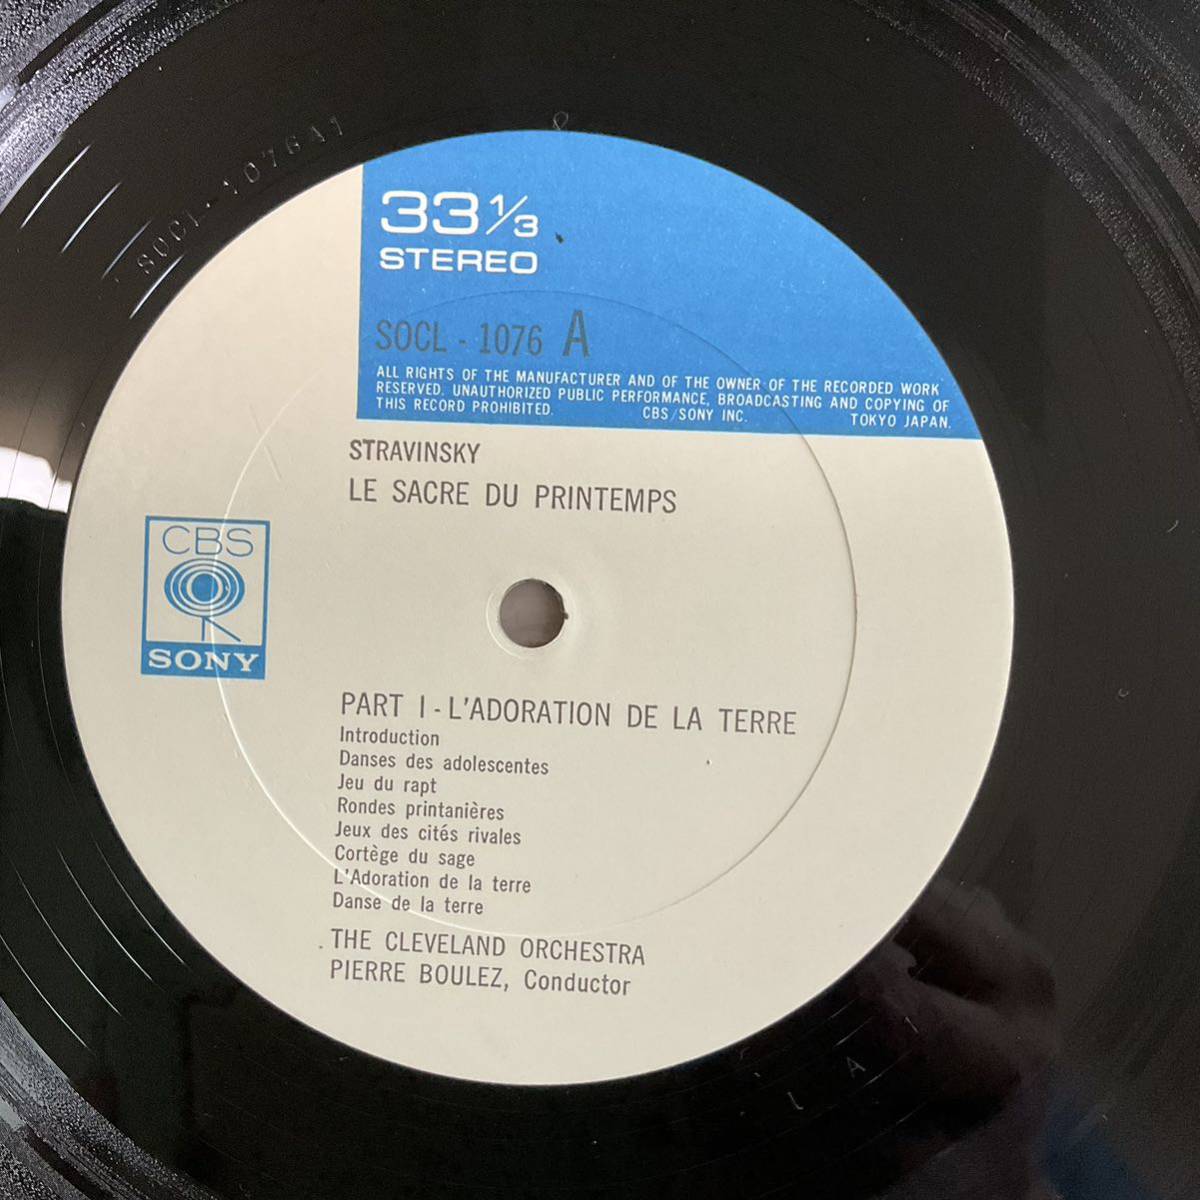 SOCL-1076A1
33 1/3
STEREO
SOCL - 1076 A
ALL RIGHTS OF THE MANUFACTURER AND OF THE OWNER OF THE RECORDED WORK
RESERVED. UNAUTHORIZED PUBLIC PERFORMANCE, BROADCASTING AND COPYING OF
THIS RECORD PROHIBITED. CBS/SONY INC. TOKYO JAPAN.
STRAVINSKY
LE SACRE DU PRINTEMPS
CBS
SONY
PART I - L'ADORATION DE LA TERRE
Introduction
Danses des adolescentes
Jeu du rapt
Rondes printanières
Jeux des cités rivales
Cortège du sage
L'Adoration de la terre
Danse de la terre
THE CLEVELAND ORCHESTRA
PIERRE BOULEZ, Conductor